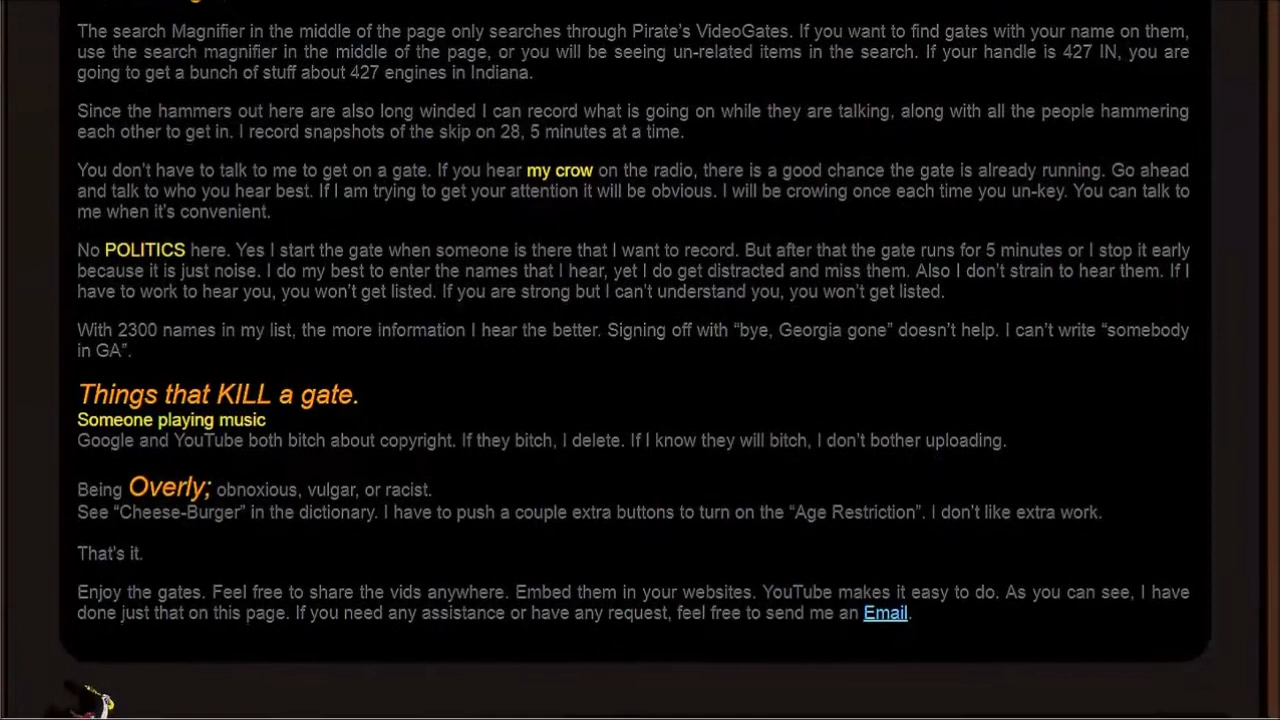 The search Magnifier in the middle of the page only searches through Pirate's VideoGates. If you want to find gates with your name on them,
use the search magnifier in the middle of the page, or you will be seeing un-related items in the search. If your handle is 427 IN, you are
going to get a bunch of stuff about 427 engines in Indiana.
Since the hammers out here are also long winded I can record what is going on while they are talking, along with all the people hammering
each other to get in. I record snapshots of the skip on 28, 5 minutes at a time.
You don't have to talk to me to get on a gate. If you hear my crow on the radio, there is a good chance the gate is already running. Go ahead
and talk to who you hear best. If I am trying to get your attention it will be obvious. I will be crowing once each time you un-key. You can talk to
me when it's convenient.
No POLITICS here. Yes I start the gate when someone is there that I want to record. But after that the gate runs for 5 minutes or I stop it early
because it is just noise. I do my best to enter the names that I hear, yet I do get distracted and miss them. Also I don't strain to hear them. If I
have to work to hear you, you won't get listed. If you are strong but I can't understand you, you won't get listed.
With 2300 names in my list, the more information I hear the better. Signing off with “bye, Georgia gone” doesn't help. I can't write “somebody
in GA”.
Things that KILL a gate.
Someone playing music
Google and YouTube both bitch about copyright. If they bitch, I delete. If I know they will bitch, I don't bother uploading.
Being Overly; obnoxious, vulgar, or racist.
See “Cheese-Burger” in the dictionary. I have to push a couple extra buttons to turn on the “Age Restriction”. I don't like extra work.
That's it.
Enjoy the gates. Feel free to share the vids anywhere. Embed them in your websites. YouTube makes it easy to do. As you can see, I have
done just that on this page. If you need any assistance or have any request, feel free to send me an Email.